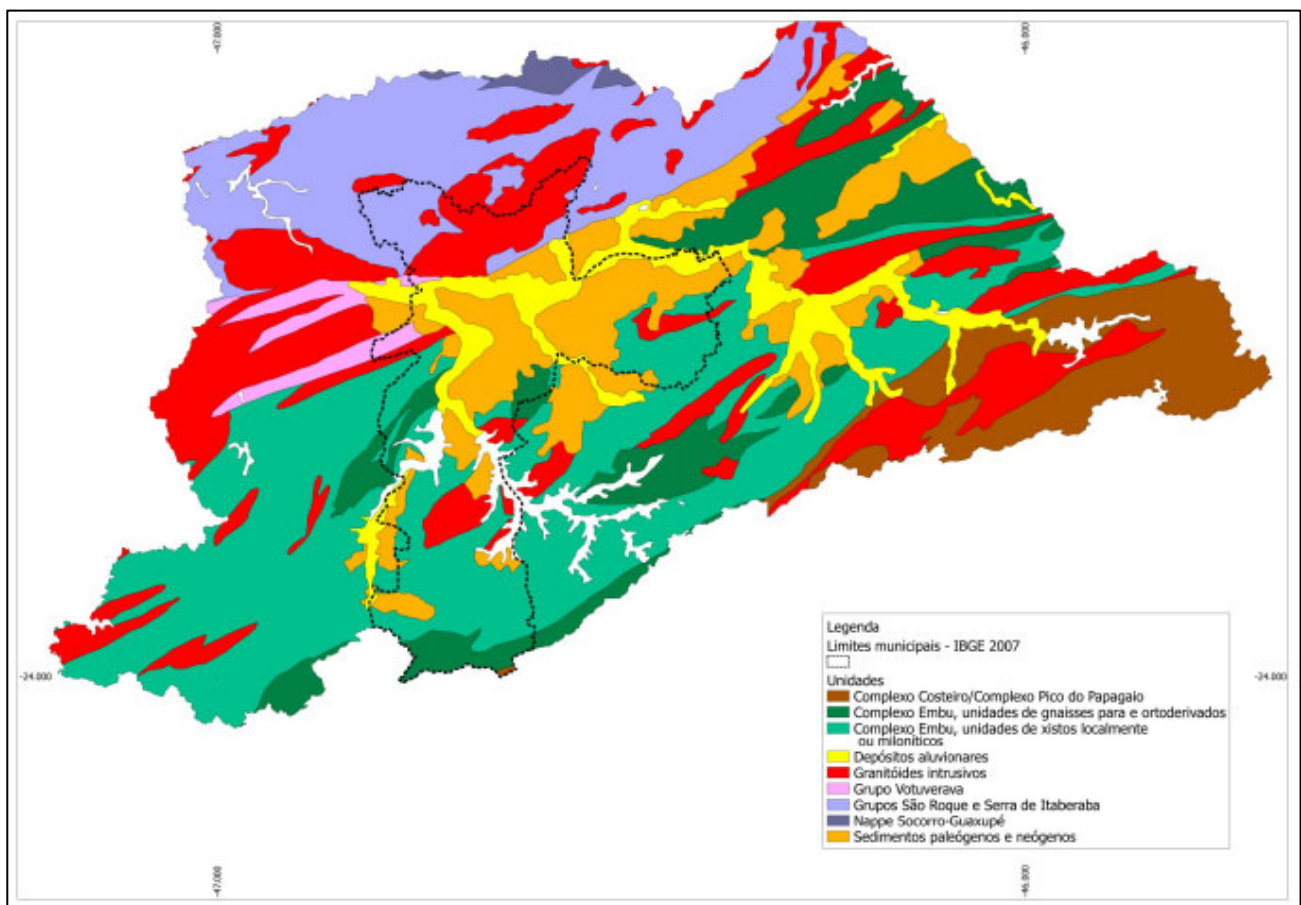 -47.000
-46.000
Legenda
Limites municipais - IBGE 2007
Unidades
Complexo Costeiro/Complexo Pico do Papagaio
Complexo Embu, unidades de gnaisses para e ortoderivados
Complexo Embu, unidades de xistos localmente
ou miloníticos
Depósitos aluvionares
Granitóides intrusivos
Grupo Votuverava
Grupos São Roque e Serra de Itaberaba
Nappe Socorro-Guaxupé
Sedimentos paleógenos e neógenos
-24.000
-24.000
-47.000
-46.000